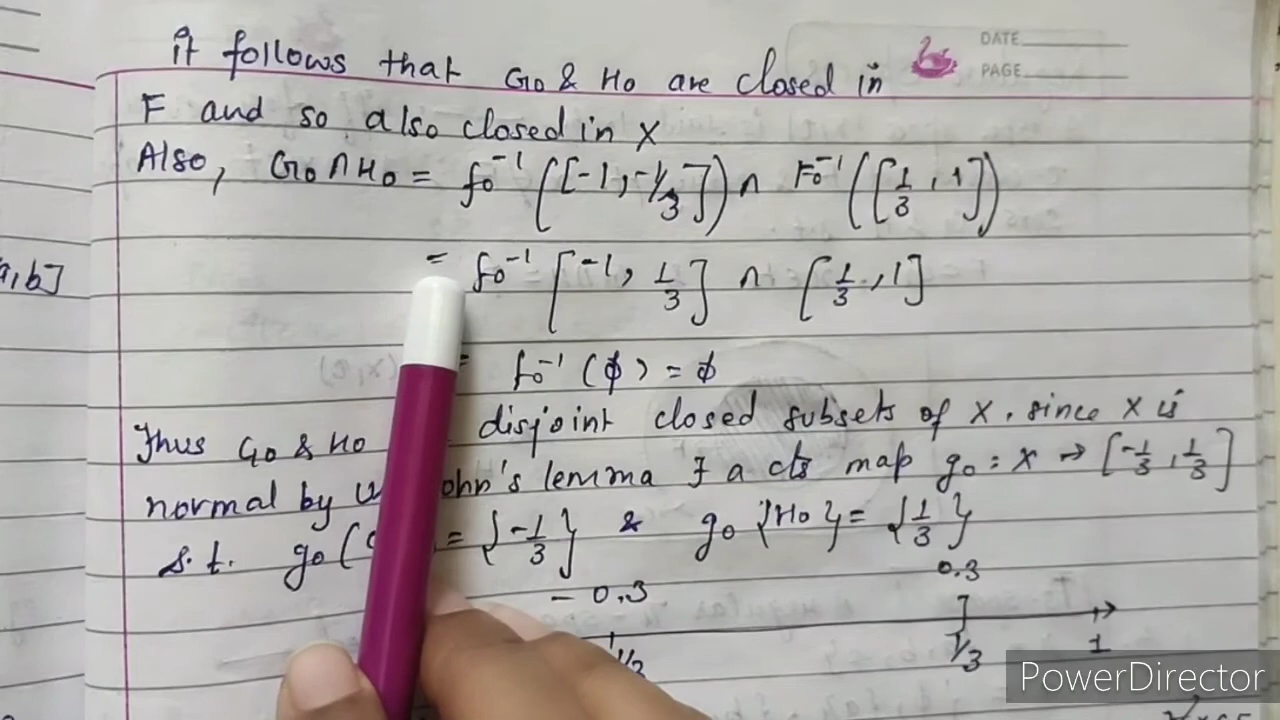 it follows that G0 & H0 are closed in
DATE
PAGE
F and so also closed in X
Also, G0 ∩ H0 = f0⁻¹([-1, -1/3]) ∩ F0⁻¹([1/3, 1])
= f0⁻¹ [-1, 1/3] ∩ [1/3, 1]
a, b]
= f0⁻¹ (ϕ) = ϕ
Thus G0 & H0 disjoint closed subsets of X. since X is
normal by U ohn's lemma ∃ a cts map g0 : X → [-1/3, 1/3]
s.t. g0 ( = {-1/3} & g0 {H0} = {1/3}
- 0.3 0.3
1/3 1
PowerDirector